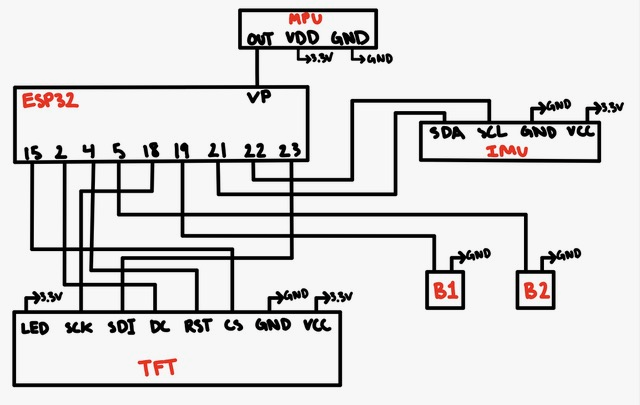 MPU
OUT VDD GND
3.3V GND
ESP32
VP
15 2 4 5 18 19 21 22 23
GND 3.3V
SDA SCL GND VCC
IMU
GND GND
B1 B2
3.3V GND 3.3V
LED SCK SDI DC RST CS GND VCC
TFT